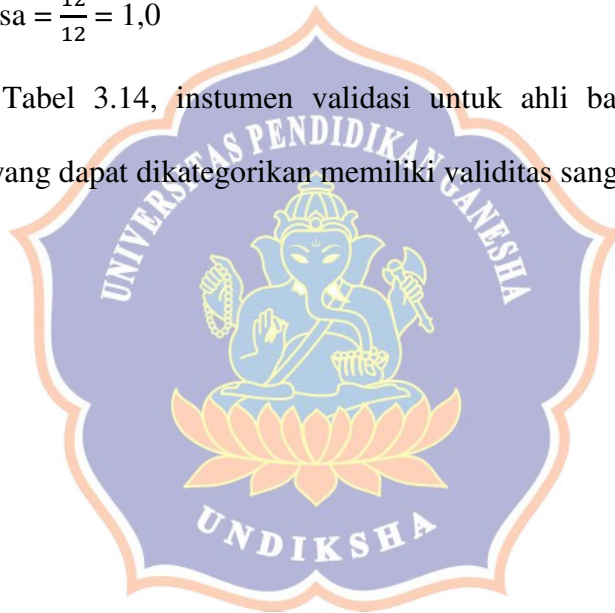 sa = 12/12 = 1,0
Tabel 3.14, instumen validasi untuk ahli ba
yang dapat dikategorikan memiliki validitas sang
UNIVERSITAS PENDIDIKAN GANESHA
UNDIKSHA